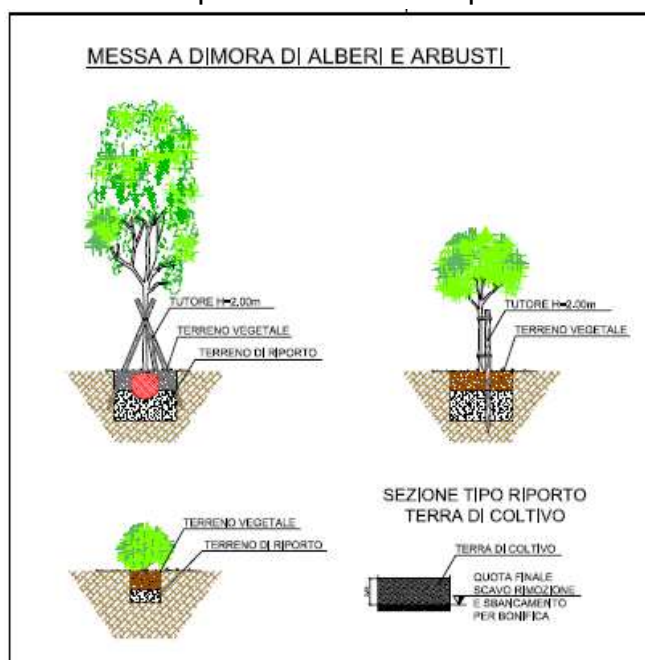 MESSA A DIMORA DI ALBERI E ARBUSTI
TUTORE H=2,00m
TERRENO VEGETALE
TERRENO DI RIPORTO
TUTORE H=2.00m
TERRENO VEGETALE
TERRENO VEGETALE
TERRENO DI RIPORTO
SEZIONE TIPO RIPORTO
TERRA DI COLTIVO
TERRA DI COLTIVO
QUOTA FINALE
SCAVO RIMOZIONE
E SBANCAMENTO
PER BONIFICA